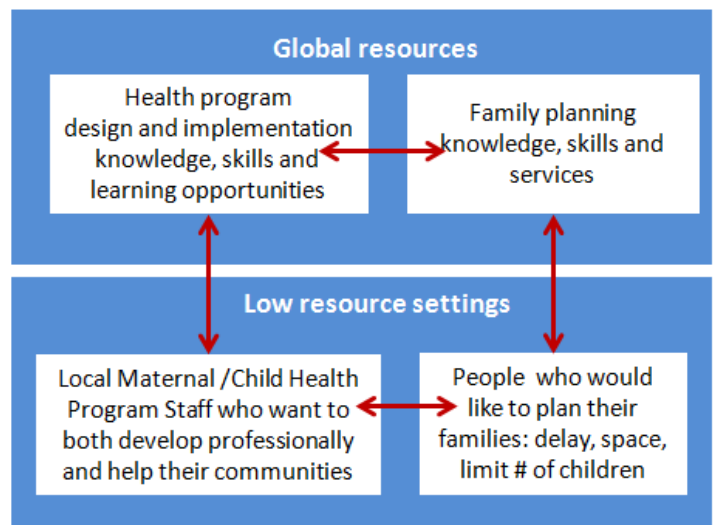 Global resources
Health program
design and implementation
knowledge, skills and
learning opportunities
Family planning
knowledge, skills and
services
Low resource settings
Local Maternal /Child Health
Program Staff who want to
both develop professionally
and help their communities
People  who would
like to plan their
families: delay, space,
limit # of children